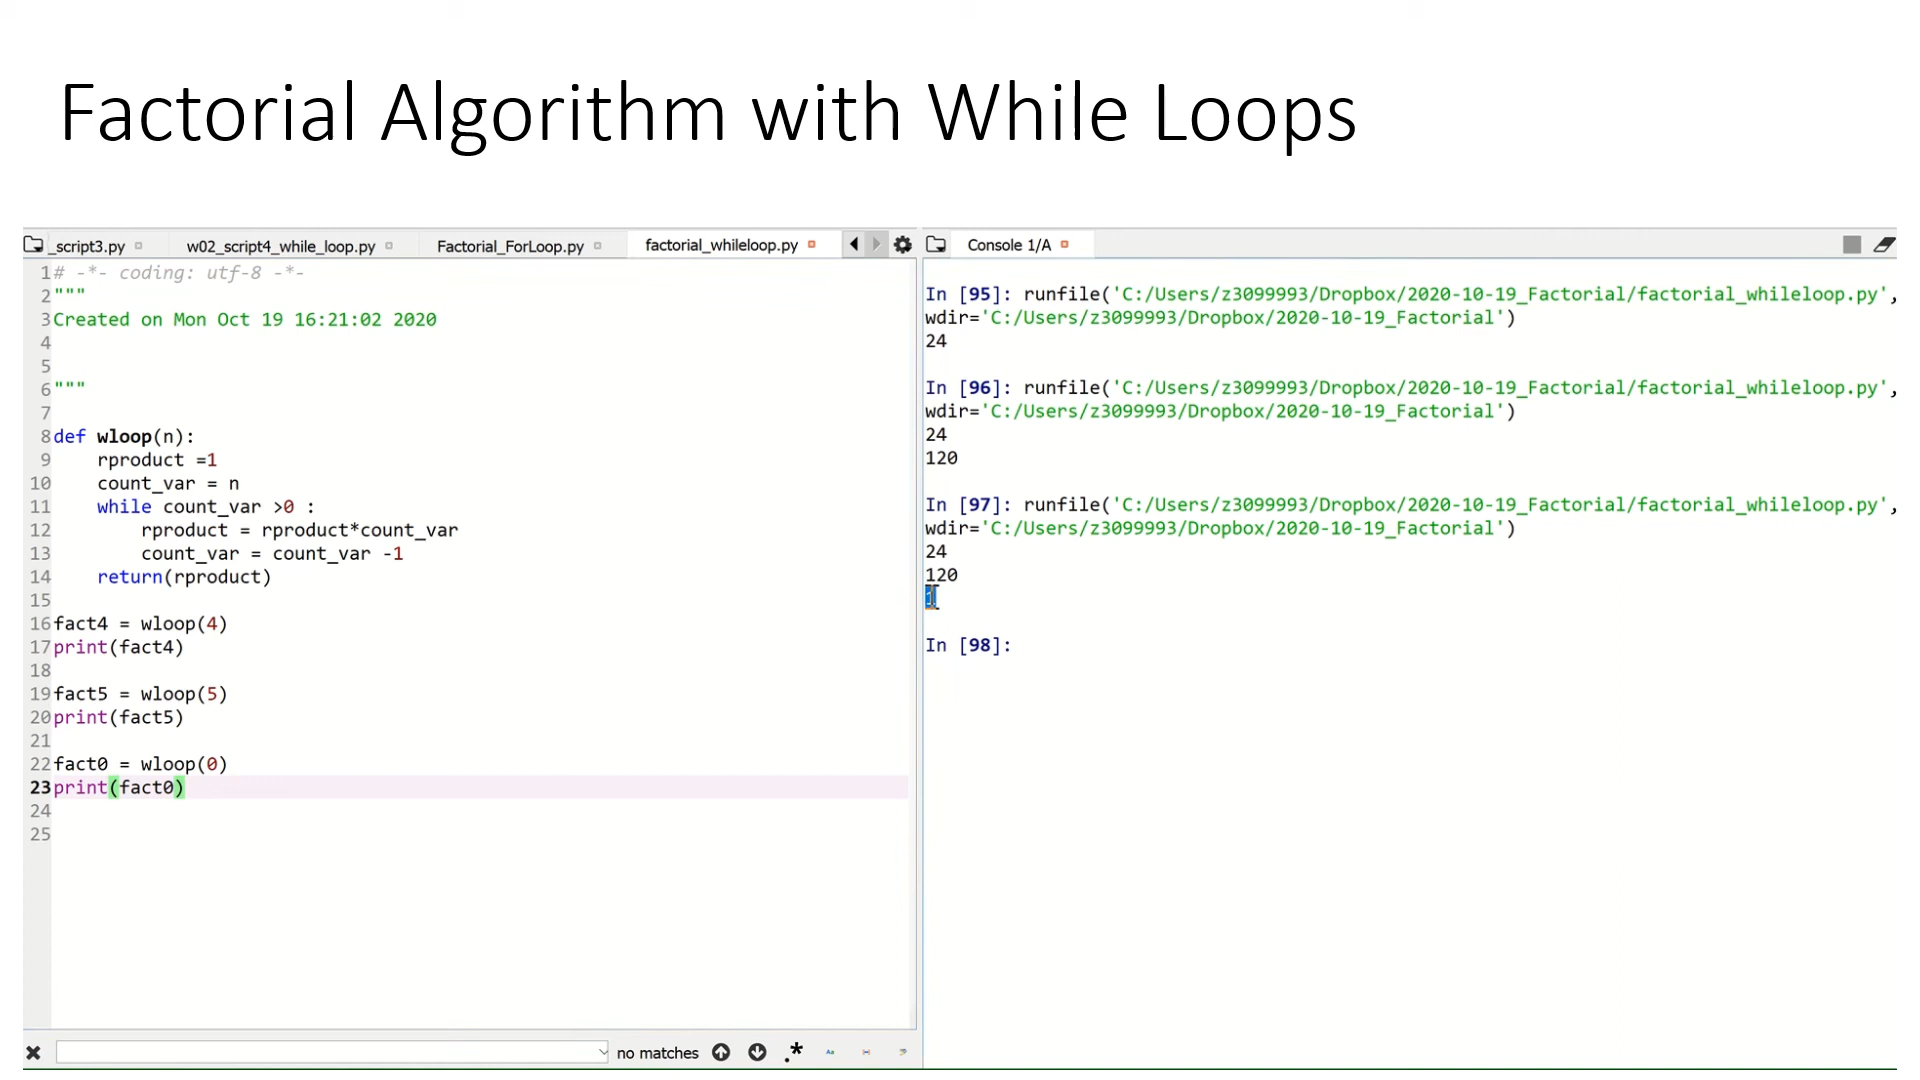 Factorial Algorithm with While Loops
_script3.py w02_script4_while_loop.py Factorial_ForLoop.py factorial_whileloop.py
1# -*- coding: utf-8 -*-
2"""
3Created on Mon Oct 19 16:21:02 2020
4
5
6"""
7
8def wloop(n):
9    rproduct =1
10    count_var = n
11    while count_var >0 :
12        rproduct = rproduct*count_var
13        count_var = count_var -1
14    return(rproduct)
15
16fact4 = wloop(4)
17print(fact4)
18
19fact5 = wloop(5)
20print(fact5)
21
22fact0 = wloop(0)
23print(fact0)
24
25
no matches .* Aa
Console 1/A
In [95]: runfile('C:/Users/z3099993/Dropbox/2020-10-19_Factorial/factorial_whileloop.py',
wdir='C:/Users/z3099993/Dropbox/2020-10-19_Factorial')
24
In [96]: runfile('C:/Users/z3099993/Dropbox/2020-10-19_Factorial/factorial_whileloop.py',
wdir='C:/Users/z3099993/Dropbox/2020-10-19_Factorial')
24
120
In [97]: runfile('C:/Users/z3099993/Dropbox/2020-10-19_Factorial/factorial_whileloop.py',
wdir='C:/Users/z3099993/Dropbox/2020-10-19_Factorial')
24
120
1
In [98]: